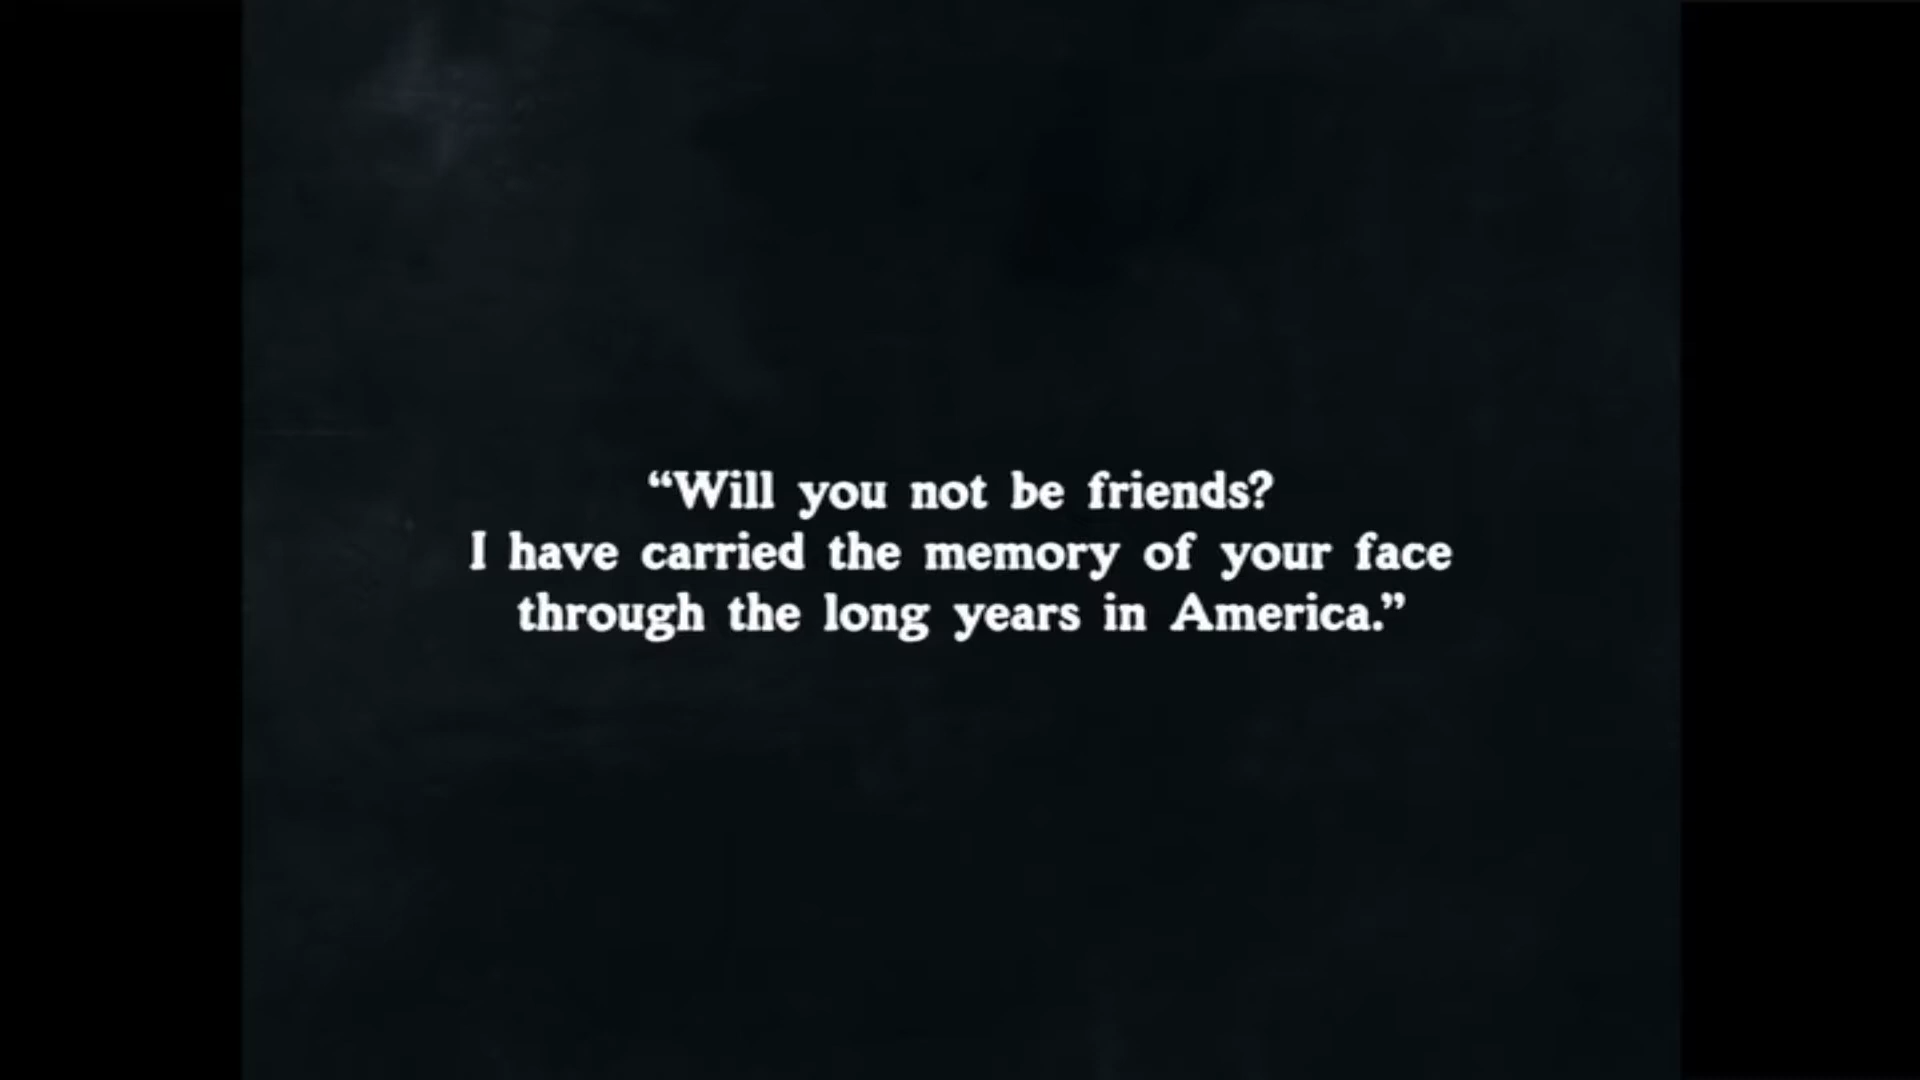 “Will you not be friends?
I have carried the memory of your face
through the long years in America.”